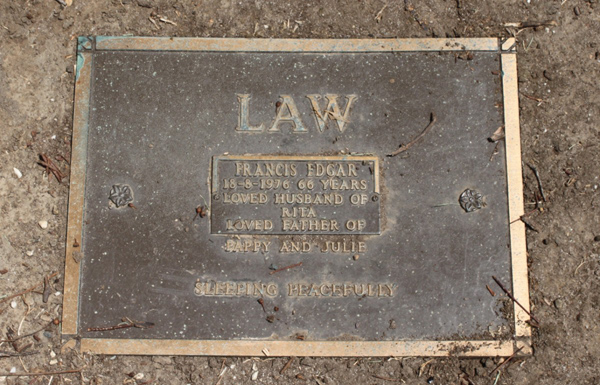 LAW
FRANCIS EDGAR
18-8-1976 66 YEARS
LOVED HUSBAND OF
RITA
LOVED FATHER OF
PAPPY AND JULIE
SLEEPING PEACEFULLY